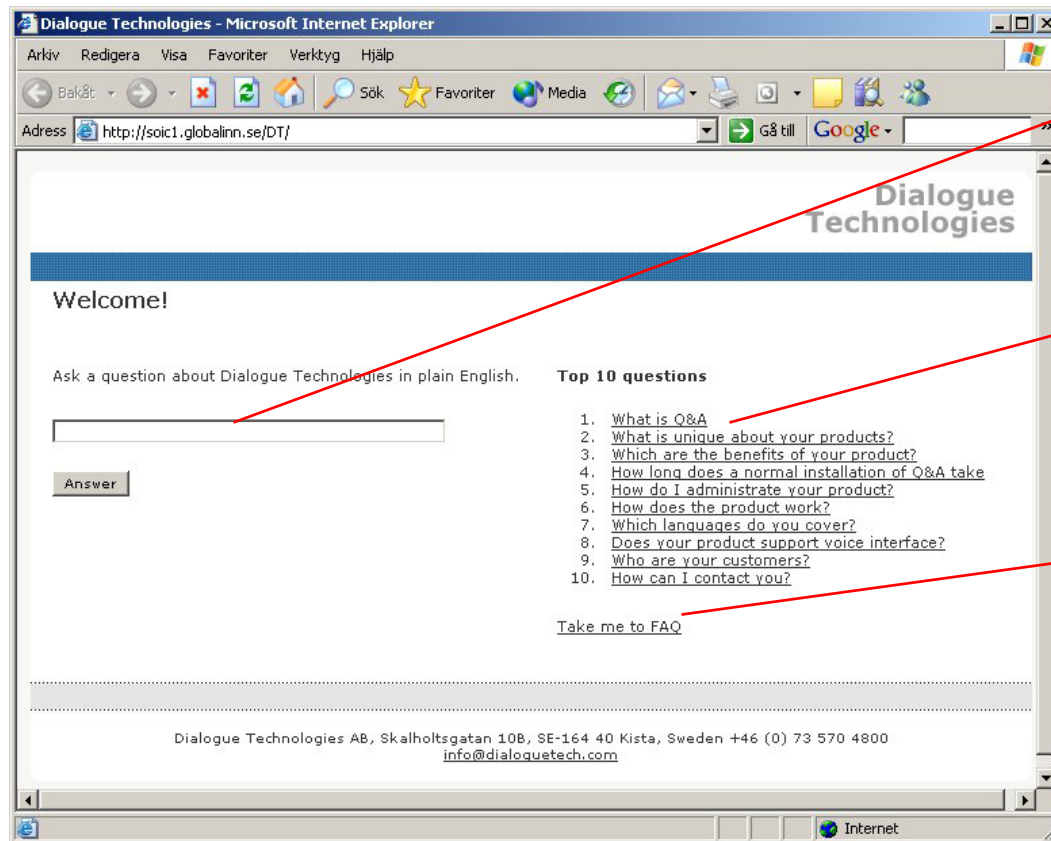 Dialogue Technologies - Microsoft Internet Explorer
Arkiv Redigera Visa Favoriter Verktyg Hjälp
Bakåt Sök Favoriter Media
Adress http://soic1.globalinn.se/DT/ Gå till Google »
Dialogue
Technologies
Welcome!
Ask a question about Dialogue Technologies in plain English.
Answer
Top 10 questions
1. What is Q&A
2. What is unique about your products?
3. Which are the benefits of your product?
4. How long does a normal installation of Q&A take
5. How do I administrate your product?
6. How does the product work?
7. Which languages do you cover?
8. Does your product support voice interface?
9. Who are your customers?
10. How can I contact you?
Take me to FAQ
Dialogue Technologies AB, Skalholtsgatan 10B, SE-164 40 Kista, Sweden +46 (0) 73 570 4800
info@dialoguetech.com
Internet